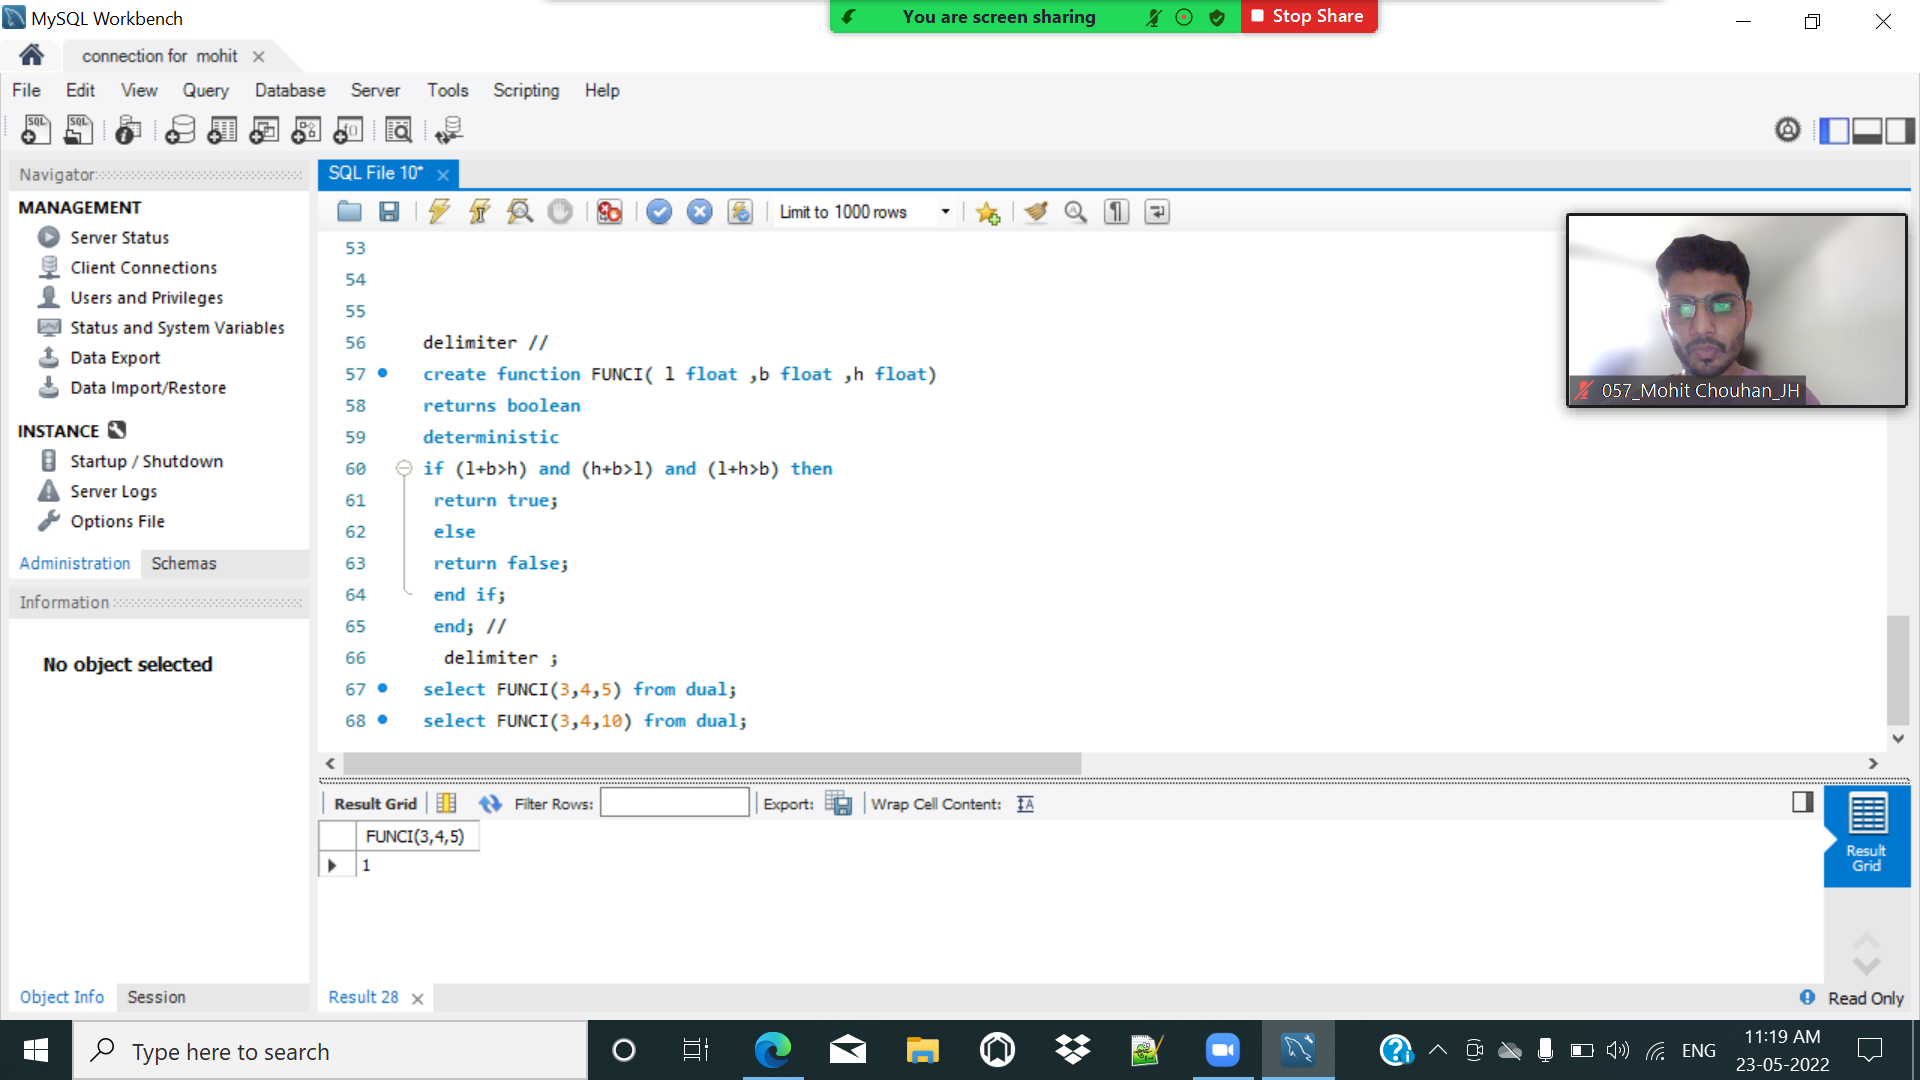 MySQL Workbench
You are screen sharing
Stop Share
connection for mohit
File Edit View Query Database Server Tools Scripting Help
Navigator
MANAGEMENT
Server Status
Client Connections
Users and Privileges
Status and System Variables
Data Export
Data Import/Restore
INSTANCE
Startup / Shutdown
Server Logs
Options File
Administration Schemas
Information
No object selected
Object Info Session
SQL File 10*
Limit to 1000 rows
53
54
55
56 delimiter //
57 create function FUNCI( l float ,b float ,h float)
58 returns boolean
59 deterministic
60 if (l+b>h) and (h+b>l) and (l+h>b) then
61 return true;
62 else
63 return false;
64 end if;
65 end; //
66 delimiter ;
67 select FUNCI(3,4,5) from dual;
68 select FUNCI(3,4,10) from dual;
057_Mohit Chouhan_JH
Result Grid Filter Rows: Export: Wrap Cell Content:
FUNCI(3,4,5)
1
Result
Grid
Result 28
Read Only
Type here to search
ENG
11:19 AM
23-05-2022